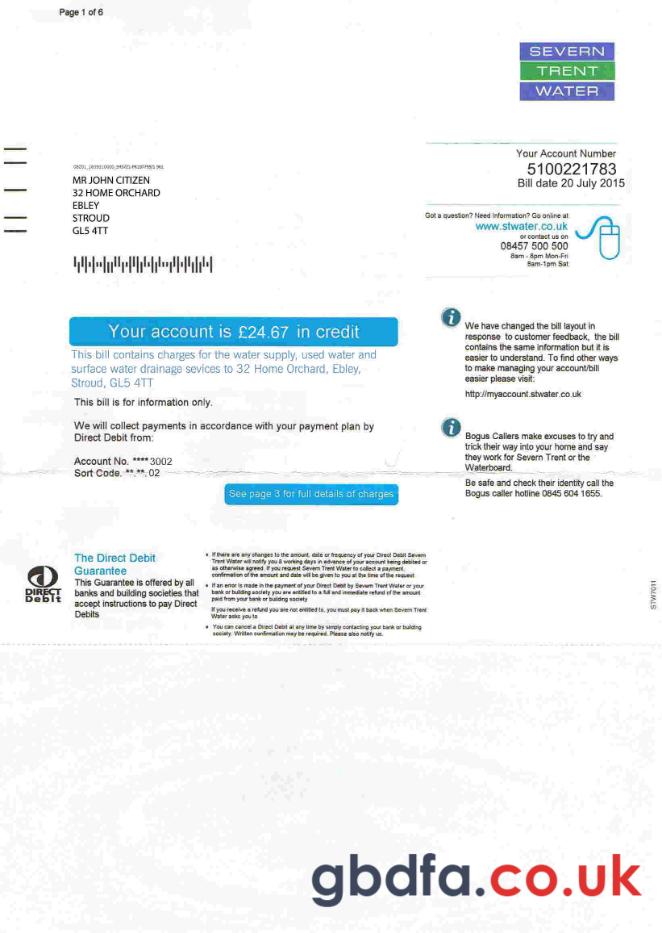 Page 1 of 6
SEVERN
TRENT
WATER
Your Account Number
5100221783
Bill date 20 July 2015
MR JOHN CITIZEN
32 HOME ORCHARD
EBLEY
STROUD
GL5 4TT
Got a question? Need Information? Go online at
www.stwater.co.uk
or contact us on
08457 500 500
8am - 8pm Mon-Fri
8am-1pm Sat
Your account is £24.67 in credit
This bill contains charges for the water supply, used water and
surface water drainage sevices to 32 Home Orchard, Ebley,
Stroud, GL5 4TT
This bill is for information only.
We will collect payments in accordance with your payment plan by
Direct Debit from:
Account No. **** 3002
Sort Code. **.**. 02
See page 3 for full details of charges
We have changed the bill layout in
response to customer feedback, the bill
contains the same information but it is
easier to understand. To find other ways
to make managing your account/bill
easier please visit:
http://myaccount.stwater.co.uk
Bogus Callers make excuses to try and
trick their way into your home and say
they work for Severn Trent or the
Waterboard.
Be safe and check their identity call the
Bogus caller hotline 0845 604 1655.
DIRECT
Debit
The Direct Debit
Guarantee
This Guarantee is offered by all
banks and building societies that
accept instructions to pay Direct
Debits
• If there are any changes to the amount, date or frequency of your Direct Debit Severn
Trent Water will notify you 8 working days in advance of your account being debited or
as otherwise agreed. If you request Severn Trent Water to collect a payment,
confirmation of the amount and date will be given to you at the time of the request
• If an error is made in the payment of your Direct Debit by Severn Trent Water or your
bank or building society you are entitled to a full and immediate refund of the amount
paid from your bank or building society
If you receive a refund you are not entitled to, you must pay it back when Severn Trent
Water asks you to
• You can cancel a Direct Debit at any time by simply contacting your bank or building
society. Written confirmation may be required. Please also notify us.
STW7011
gbdfa.co.uk